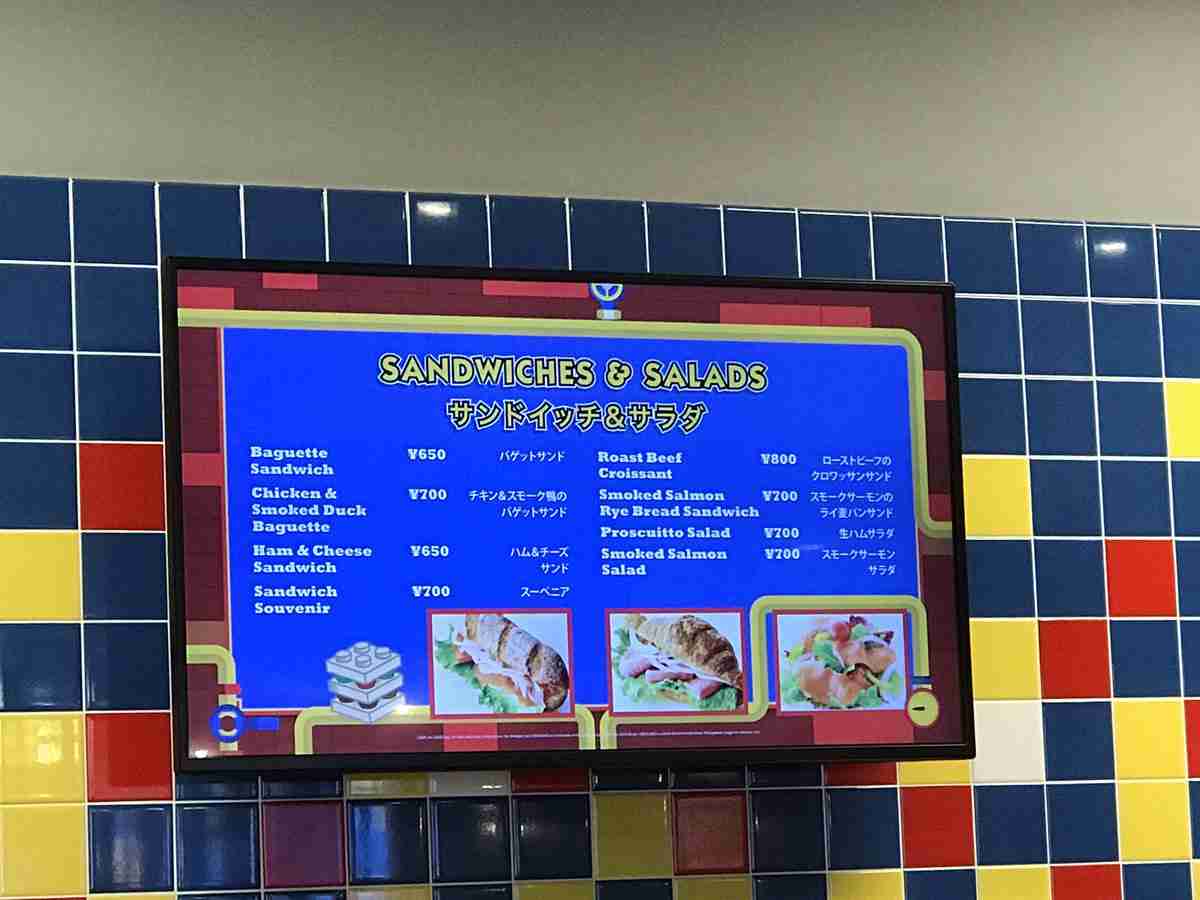 SANDWICHES & SALADS
サンドイッチ&サラダ
Baguette ¥650 バゲットサンド
Sandwich
Chicken & ¥700 チキン&スモーク鴨の
Smoked Duck バゲットサンド
Baguette
Ham & Cheese ¥650 ハム&チーズ
Sandwich サンド
Sandwich ¥700 スーベニア
Souvenir
Roast Beef ¥800 ローストビーフの
Croissant クロワッサンサンド
Smoked Salmon ¥700 スモークサーモンの
Rye Bread Sandwich ライ麦パンサンド
Proscuitto Salad ¥700 生ハムサラダ
Smoked Salmon ¥700 スモークサーモン
Salad サラダ